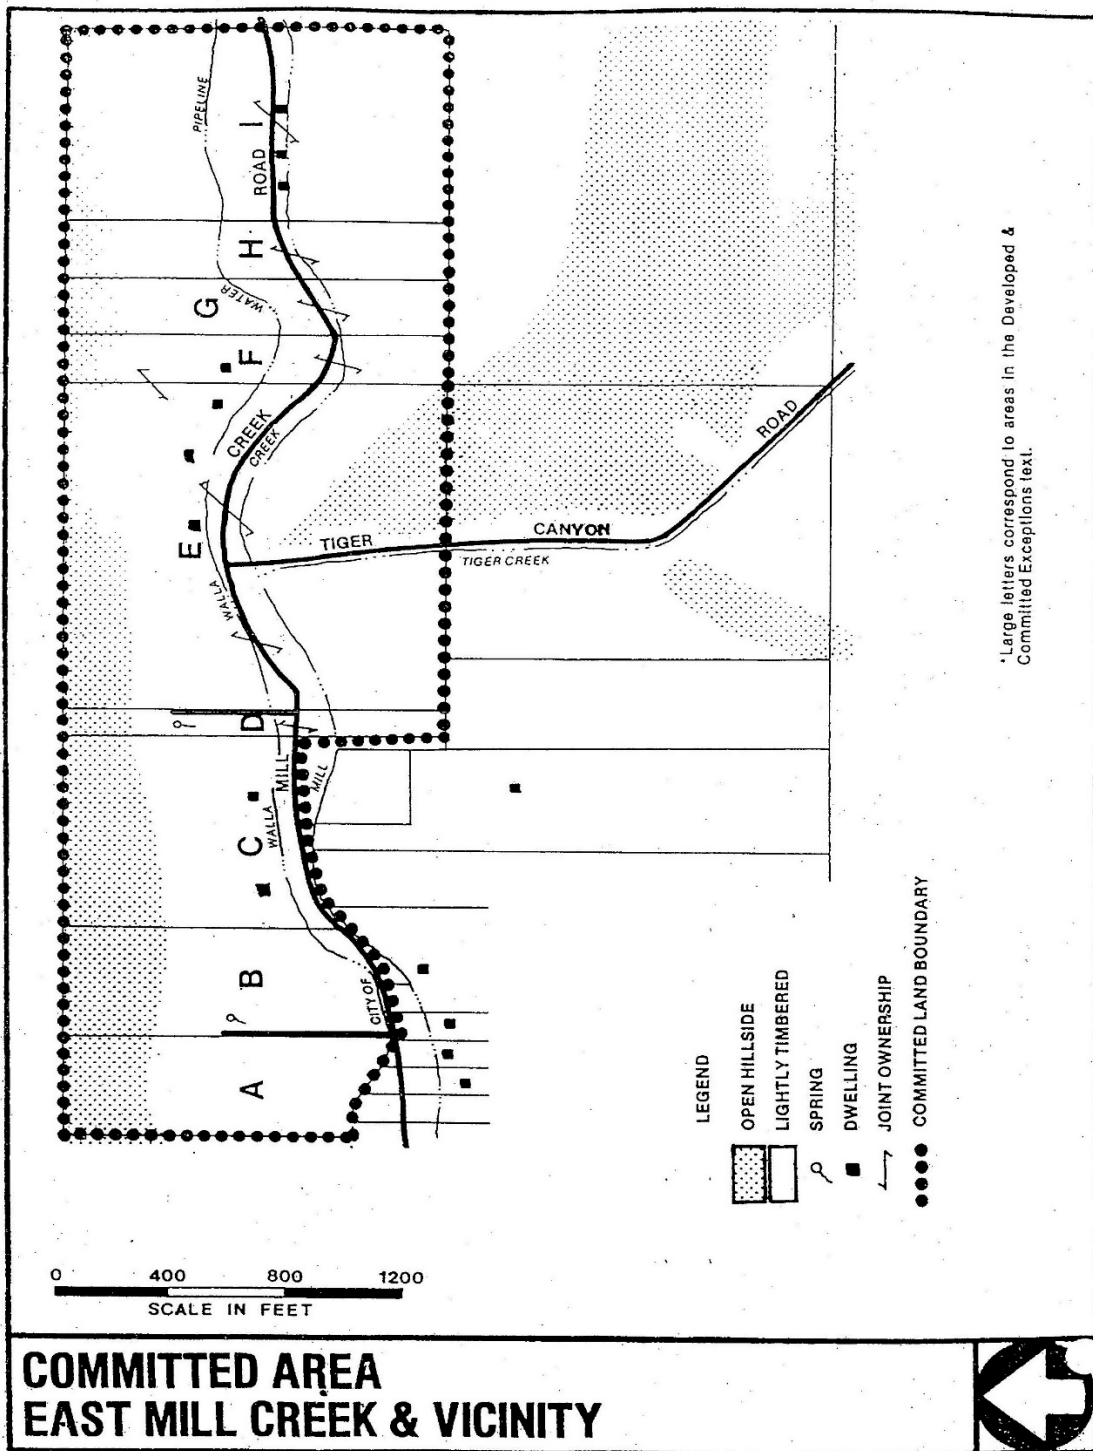 PIPELINE
ROAD
I
H
WATER
G
F
CREEK
CREEK
E
WALLA
TIGER
CANYON
TIGER CREEK
ROAD
D
MILL
MILL
WALLA
C
B
CITY OF
A
*Large letters correspond to areas in the Developed &
Committed Exceptions text.
LEGEND
OPEN HILLSIDE
LIGHTLY TIMBERED
SPRING
DWELLING
JOINT OWNERSHIP
COMMITTED LAND BOUNDARY
0 400 800 1200
SCALE IN FEET
COMMITTED AREA
EAST MILL CREEK & VICINITY